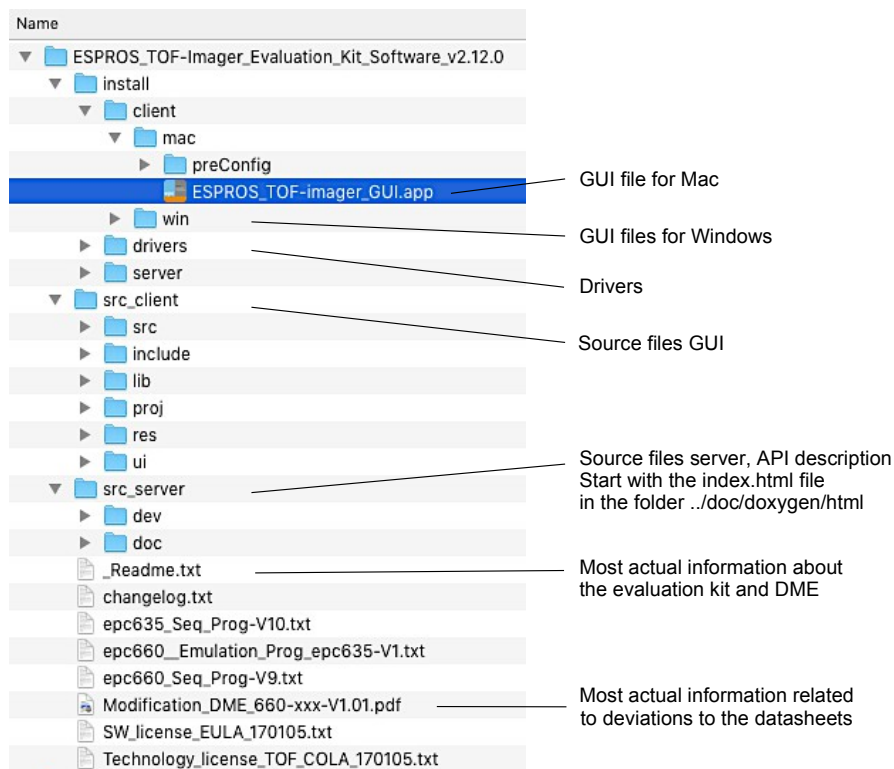 Name
ESPROS_TOF-Imager_Evaluation_Kit_Software_v2.12.0
install
client
mac
preConfig
ESPROS_TOF-imager_GUI.app
GUI file for Mac
win
GUI files for Windows
drivers
Drivers
server
src_client
Source files GUI
src
include
lib
proj
res
ui
src_server
Source files server, API description
Start with the index.html file
in the folder ../doc/doxygen/html
dev
doc
_Readme.txt
Most actual information about
the evaluation kit and DME
changelog.txt
epc635_Seq_Prog-V10.txt
epc660__Emulation_Prog_epc635-V1.txt
epc660_Seq_Prog-V9.txt
Modification_DME_660-xxx-V1.01.pdf
Most actual information related
to deviations to the datasheets
SW_license_EULA_170105.txt
Technology_license_TOF_COLA_170105.txt